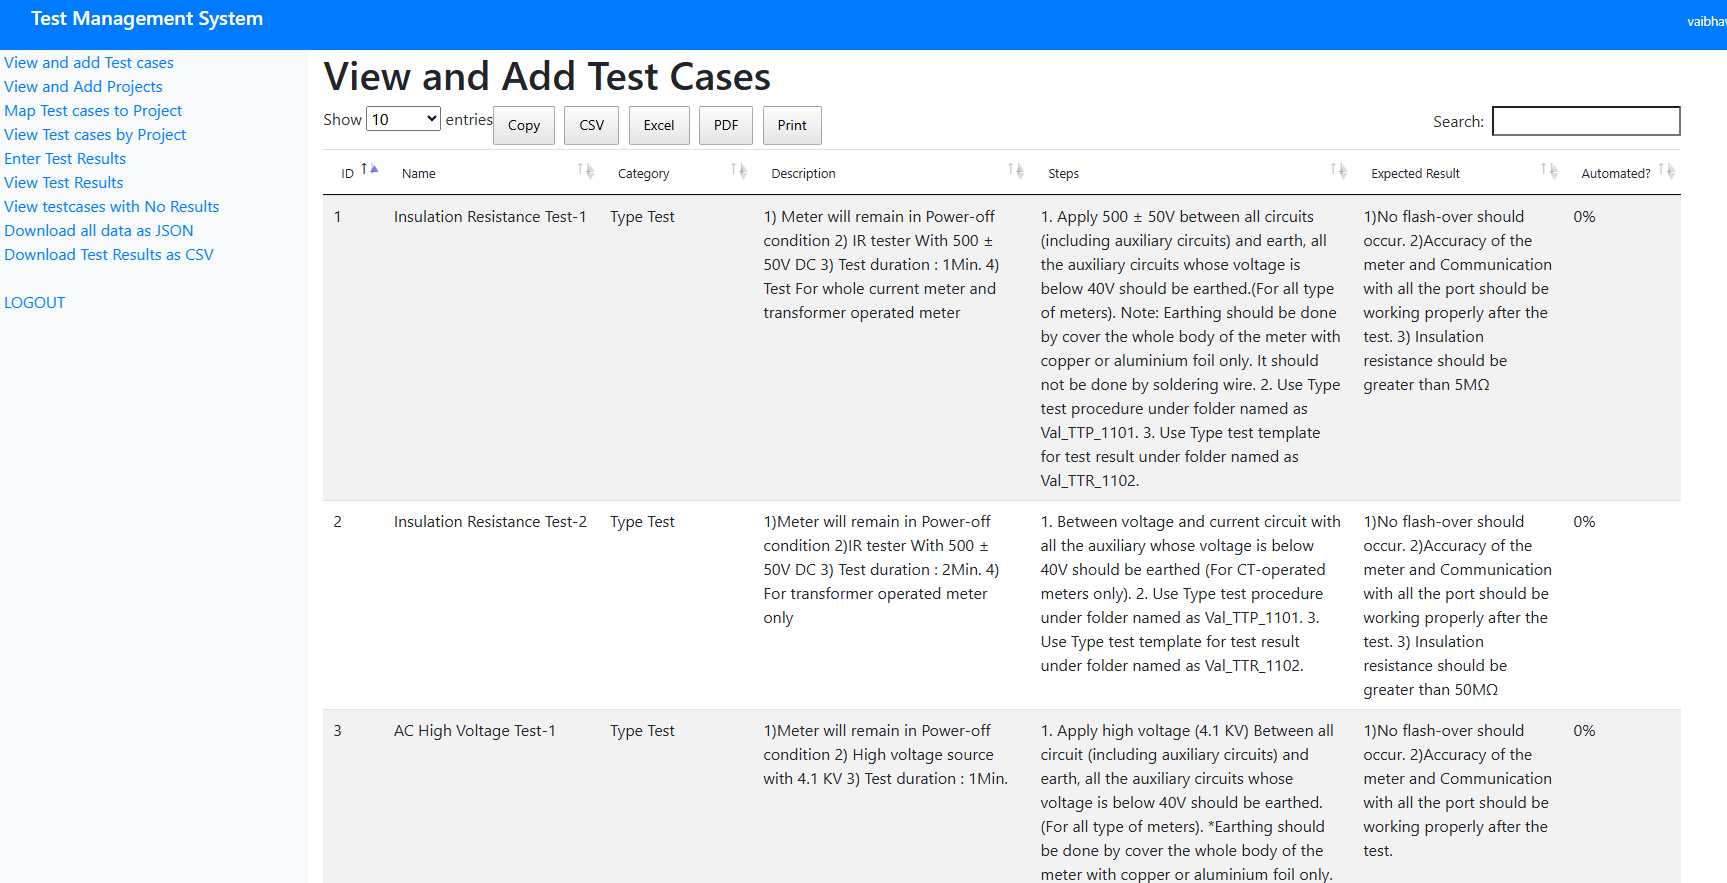 Test Management System
View and add Test cases
View and Add Projects
Map Test cases to Project
View Test cases by Project
Enter Test Results
View Test Results
View testcases with No Results
Download all data as JSON
Download Test Results as CSV
LOGOUT
View and Add Test Cases
Show 10 entries Copy CSV Excel PDF Print Search:
ID Name Category Description Steps Expected Result Automated?
1
Insulation Resistance Test-1
Type Test
1) Meter will remain in Power-off
condition 2) IR tester With 500 ±
50V DC 3) Test duration : 1Min. 4)
Test For whole current meter and
transformer operated meter
1. Apply 500 ± 50V between all circuits
(including auxiliary circuits) and earth, all
the auxiliary circuits whose voltage is
below 40V should be earthed.(For all type
of meters). Note: Earthing should be done
by cover the whole body of the meter with
copper or aluminium foil only. It should
not be done by soldering wire. 2. Use Type
test procedure under folder named as
Val_TTP_1101. 3. Use Type test template
for test result under folder named as
Val_TTR_1102.
1)No flash-over should
occur. 2)Accuracy of the
meter and Communication
with all the port should be
working properly after the
test. 3) Insulation
resistance should be
greater than 5MΩ
0%
2
Insulation Resistance Test-2
Type Test
1)Meter will remain in Power-off
condition 2)IR tester With 500 ±
50V DC 3) Test duration : 2Min. 4)
For transformer operated meter
only
1. Between voltage and current circuit with
all the auxiliary whose voltage is below
40V should be earthed (For CT-operated
meters only). 2. Use Type test procedure
under folder named as Val_TTP_1101. 3.
Use Type test template for test result
under folder named as Val_TTR_1102.
1)No flash-over should
occur. 2)Accuracy of the
meter and Communication
with all the port should be
working properly after the
test. 3) Insulation
resistance should be
greater than 50MΩ
0%
3
AC High Voltage Test-1
Type Test
1)Meter will remain in Power-off
condition 2) High voltage source
with 4.1 KV 3) Test duration : 1Min.
1. Apply high voltage (4.1 KV) Between all
circuit (including auxiliary circuits) and
earth, all the auxiliary circuits whose
voltage is below 40V should be earthed.
(For all type of meters). *Earthing should
be done by cover the whole body of the
meter with copper or aluminium foil only.
1)No flash-over should
occur. 2)Accuracy of the
meter and Communication
with all the port should be
working properly after the
test.
0%